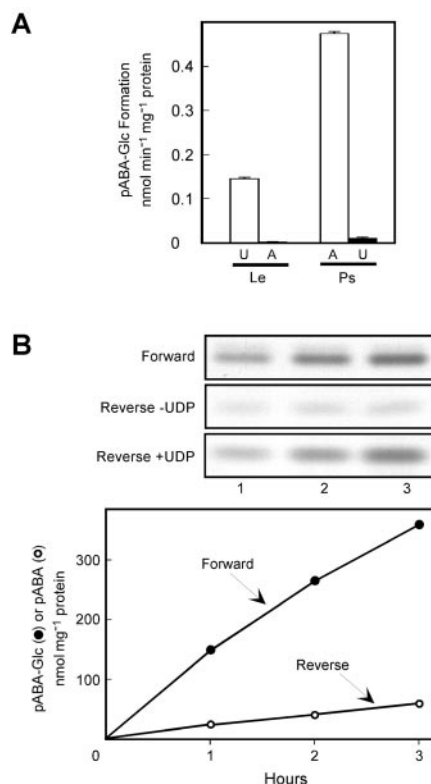 A
pABA-Glc Formation
nmol min⁻¹ mg⁻¹ protein
0.4
0.3
0.2
0.1
0
U A A U
Le Ps
B
Forward
Reverse -UDP
Reverse +UDP
1 2 3
pABA-Glc (●) or pABA (○)
nmol mg⁻¹ protein
300
200
100
Forward
Reverse
0 1 2 3
Hours